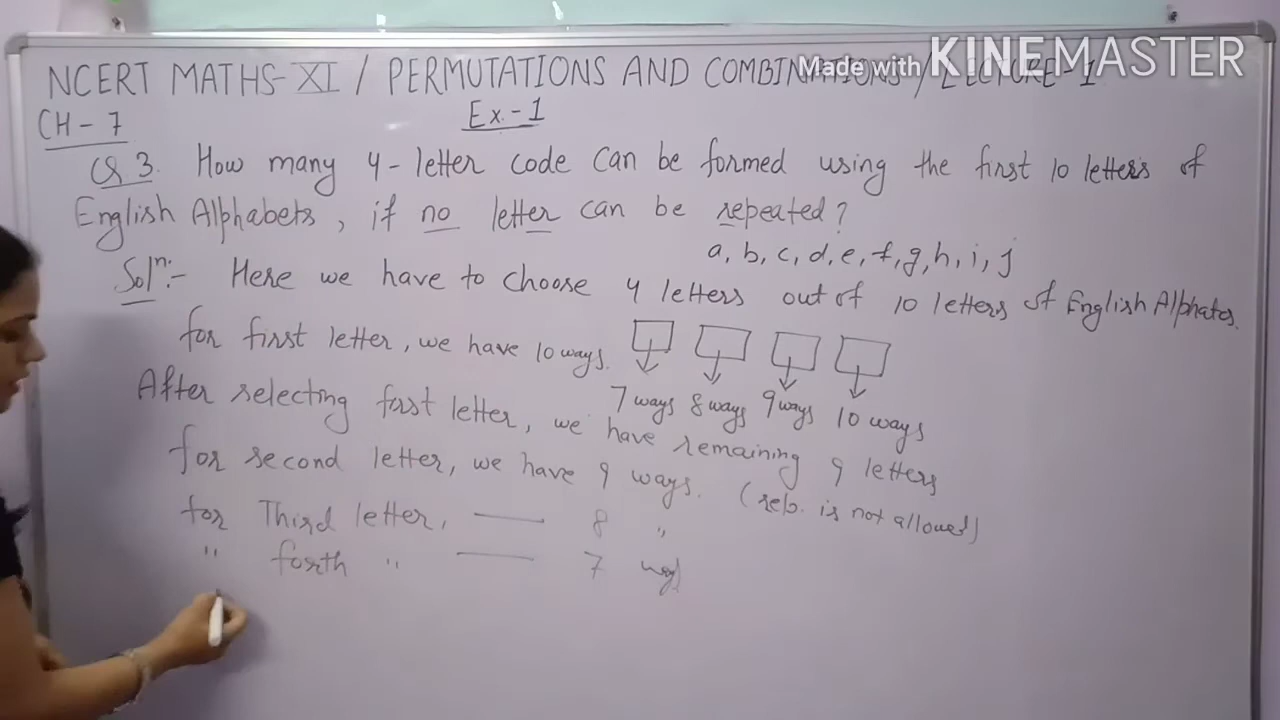 Made with KINEMASTER
NCERT MATHS-XI / PERMUTATIONS AND COMBINATIONS / LECTURE-1
CH-7
Ex.-1
Q 3. How many 4-letter code can be formed using the first 10 letters of
English Alphabets, if no letter can be repeated?
a, b, c, d, e, f, g, h, i, j
Solⁿ:- Here we have to choose 4 letters out of 10 letters of English Alphates.
for first letter, we have 10 ways.
7 ways 8 ways 9 ways 10 ways
After selecting first letter, we have remaining 9 letters
for second letter, we have 9 ways. (rep. is not allowed)
for Third letter, — 8 "
" forth " — 7 ways